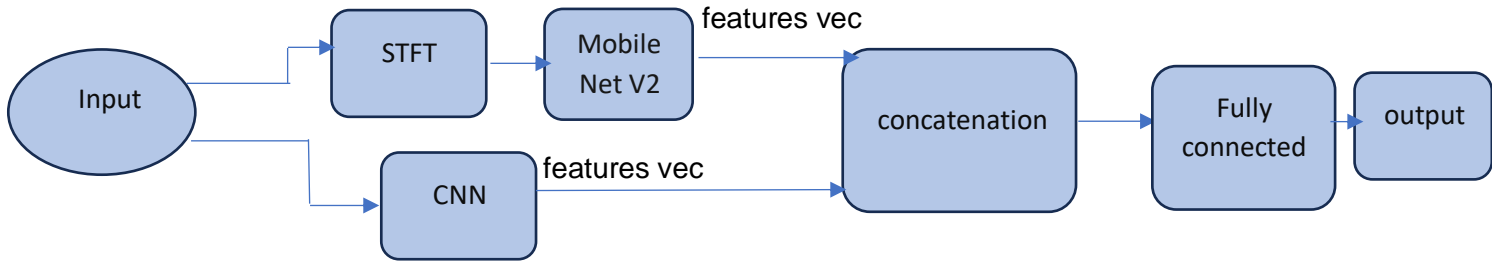 features vec
STFT
Mobile
Net V2
Input
concatenation
Fully
connected
output
features vec
CNN